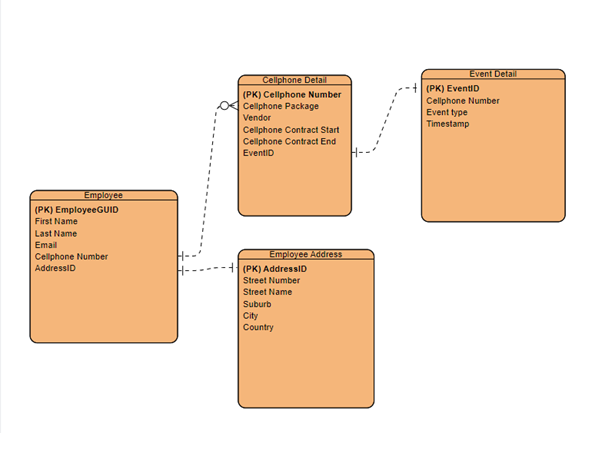 Cellphone Detail
(PK) Cellphone Number
Cellphone Package
Vendor
Cellphone Contract Start
Cellphone Contract End
EventID
Event Detail
(PK) EventID
Cellphone Number
Event type
Timestamp
Employee
(PK) EmployeeGUID
First Name
Last Name
Email
Cellphone Number
AddressID
Employee Address
(PK) AddressID
Street Number
Street Name
Suburb
City
Country